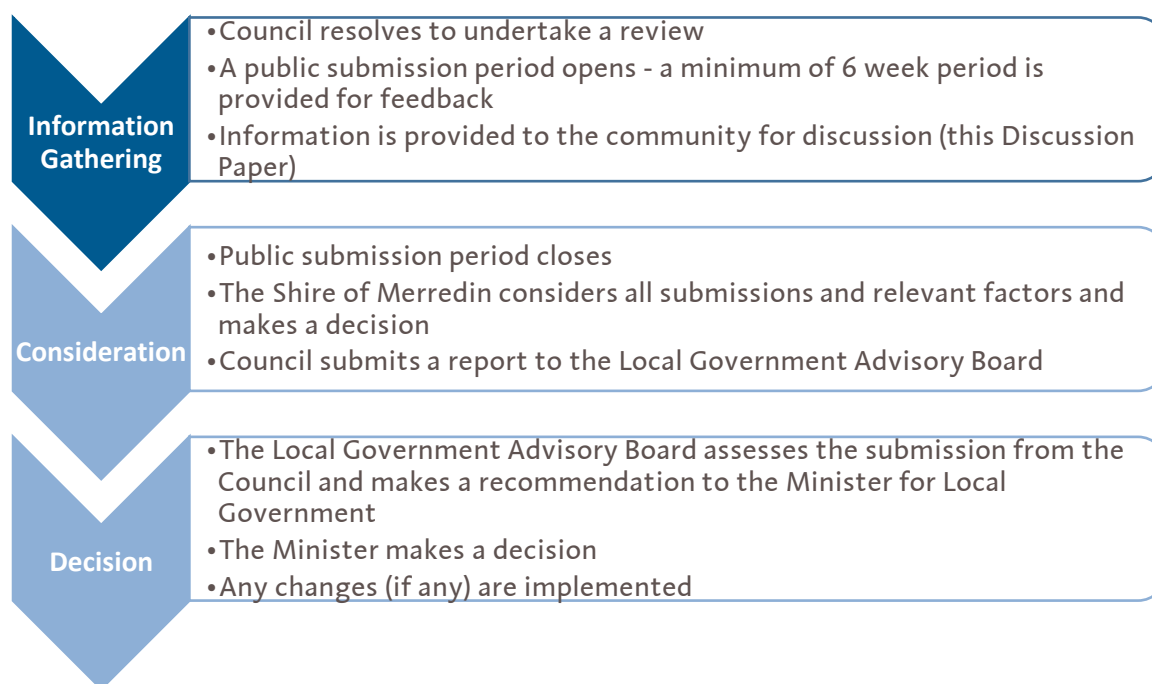 Information
Gathering
•Council resolves to undertake a review
•A public submission period opens - a minimum of 6 week period is
provided for feedback
•Information is provided to the community for discussion (this Discussion
Paper)
Consideration
•Public submission period closes
•The Shire of Merredin considers all submissions and relevant factors and
makes a decision
•Council submits a report to the Local Government Advisory Board
Decision
•The Local Government Advisory Board assesses the submission from the
Council and makes a recommendation to the Minister for Local
Government
•The Minister makes a decision
•Any changes (if any) are implemented